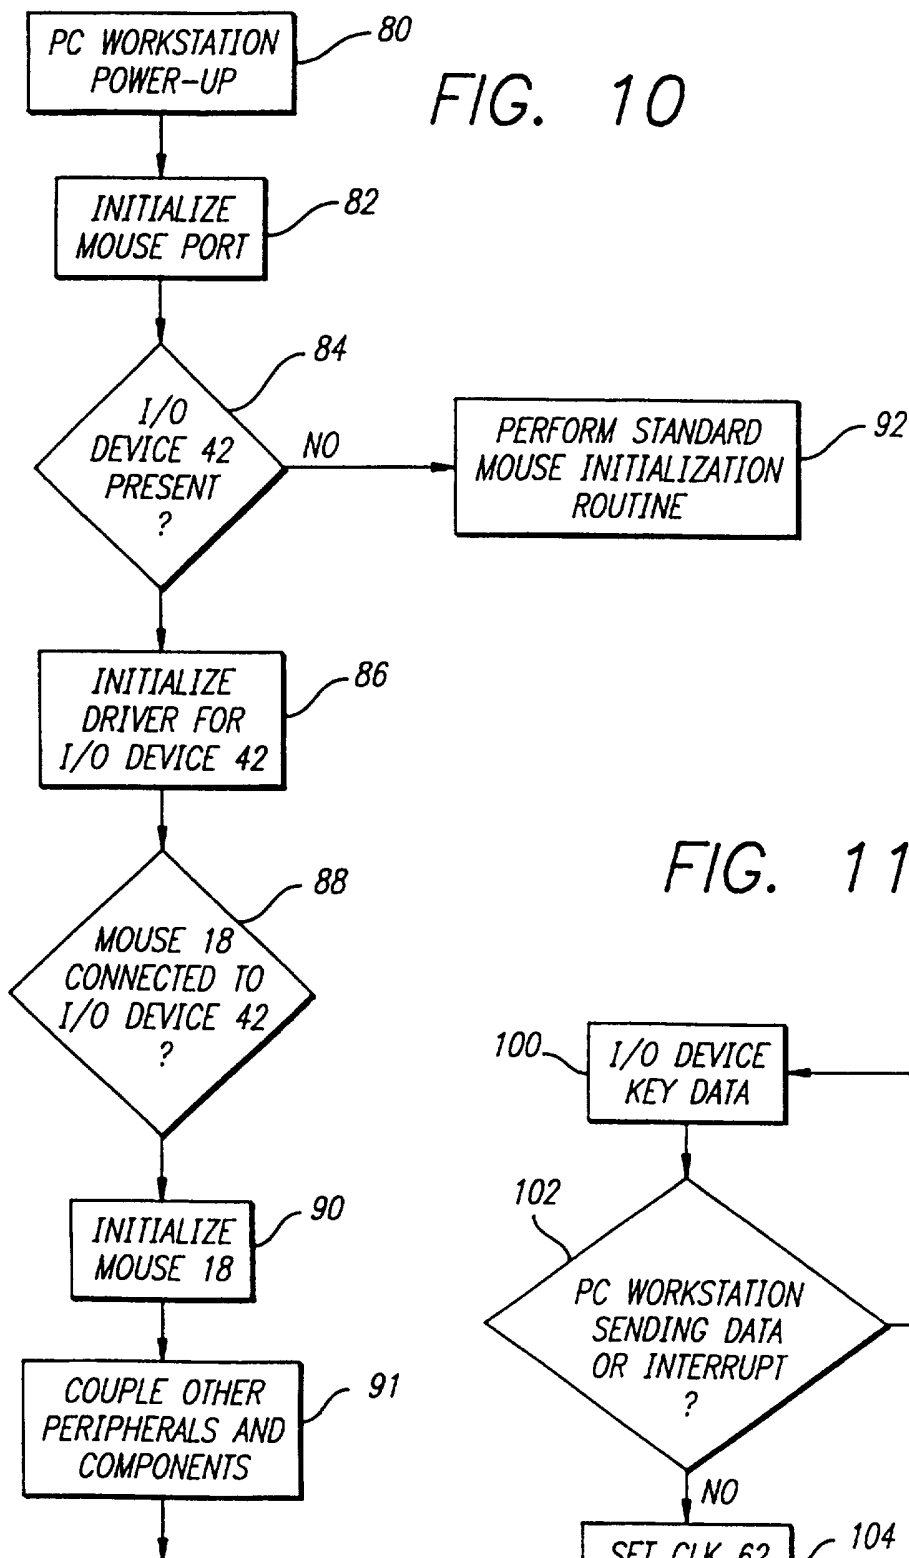 PC WORKSTATION
POWER-UP
80
FIG. 10
INITIALIZE
MOUSE PORT
82
I/O
DEVICE 42
PRESENT
?
84
NO
PERFORM STANDARD
MOUSE INITIALIZATION
ROUTINE
92
INITIALIZE
DRIVER FOR
I/O DEVICE 42
86
MOUSE 18
CONNECTED TO
I/O DEVICE 42
?
88
INITIALIZE
MOUSE 18
90
COUPLE OTHER
PERIPHERALS AND
COMPONENTS
91
FIG. 11
100
I/O DEVICE
KEY DATA
102
PC WORKSTATION
SENDING DATA
OR INTERRUPT
?
NO
SET CLK 62
104